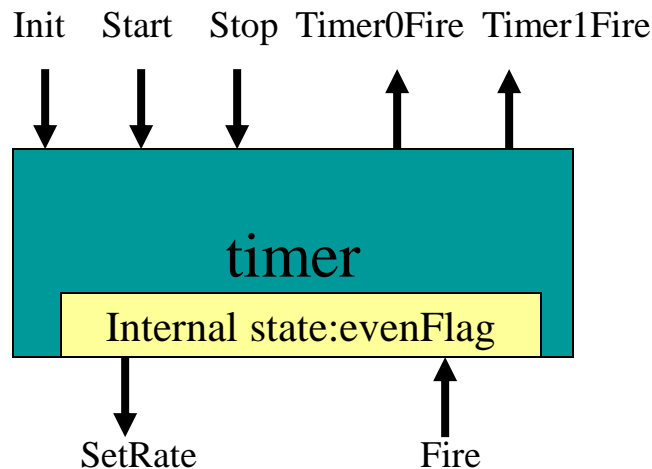 Init Start Stop Timer0Fire Timer1Fire
timer
Internal state:evenFlag
SetRate Fire